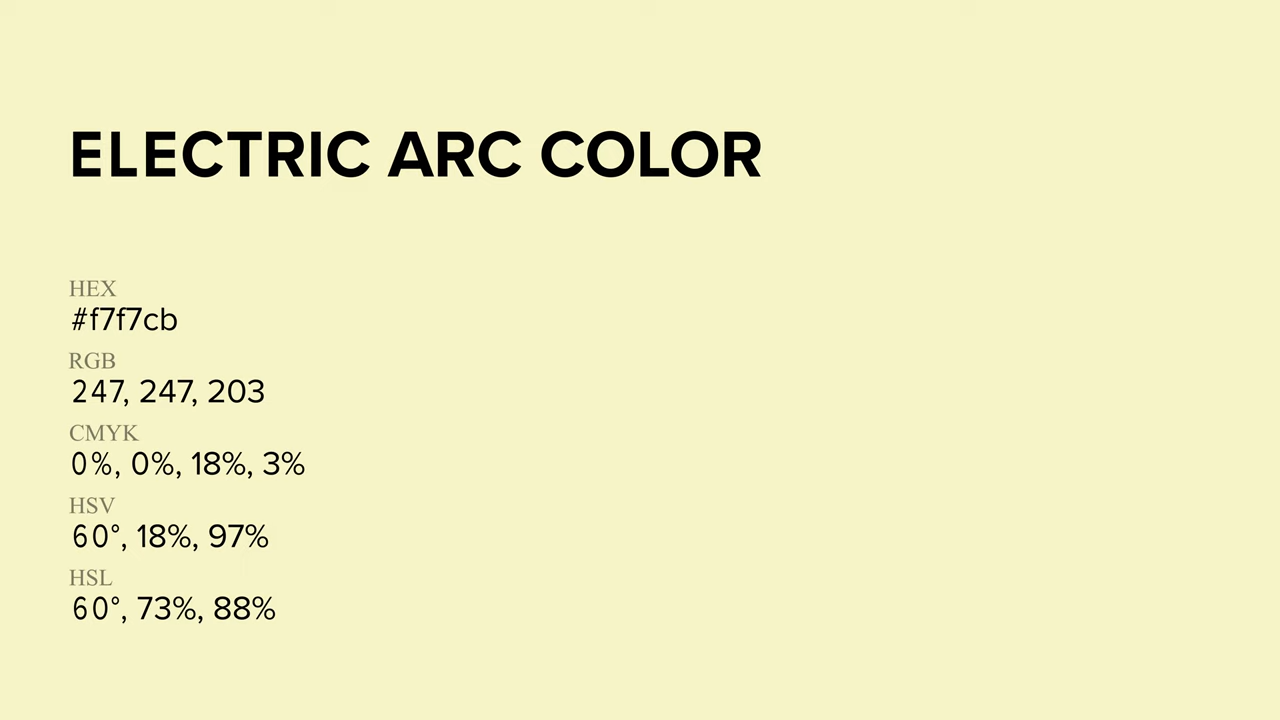 ELECTRIC ARC COLOR
HEX
#f7f7cb
RGB
247, 247, 203
CMYK
0%, 0%, 18%, 3%
HSV
60°, 18%, 97%
HSL
60°, 73%, 88%